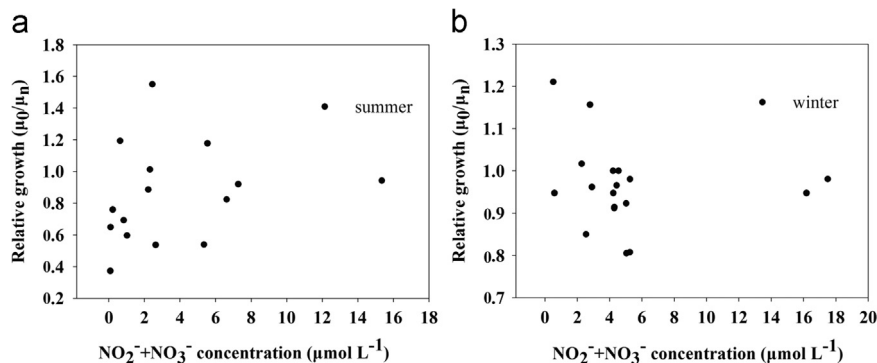 a
1.8
1.6
1.4
1.2
1.0
0.8
0.6
0.4
0.2
Relative growth (μ₀/μₙ)
summer
0 2 4 6 8 10 12 14 16 18
NO₂⁻+NO₃⁻ concentration (μmol L⁻¹)
b
1.3
1.2
1.1
1.0
0.9
0.8
0.7
Relative growth (μ₀/μₙ)
winter
0 2 4 6 8 10 12 14 16 18 20
NO₂⁻+NO₃⁻ concentration (μmol L⁻¹)